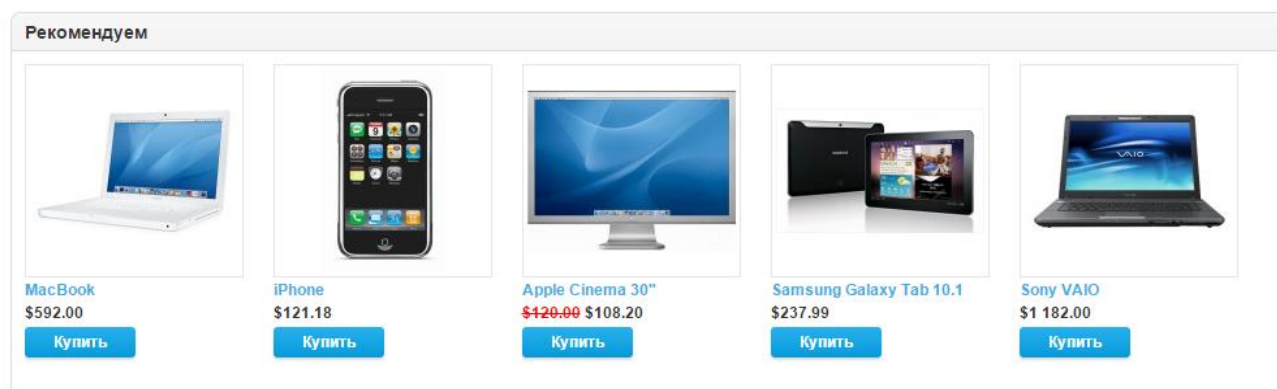 Рекомендуем
VAIO
MacBook
$592.00
Купить
iPhone
$121.18
Купить
Apple Cinema 30"
$120.00 $108.20
Купить
Samsung Galaxy Tab 10.1
$237.99
Купить
Sony VAIO
$1 182.00
Купить